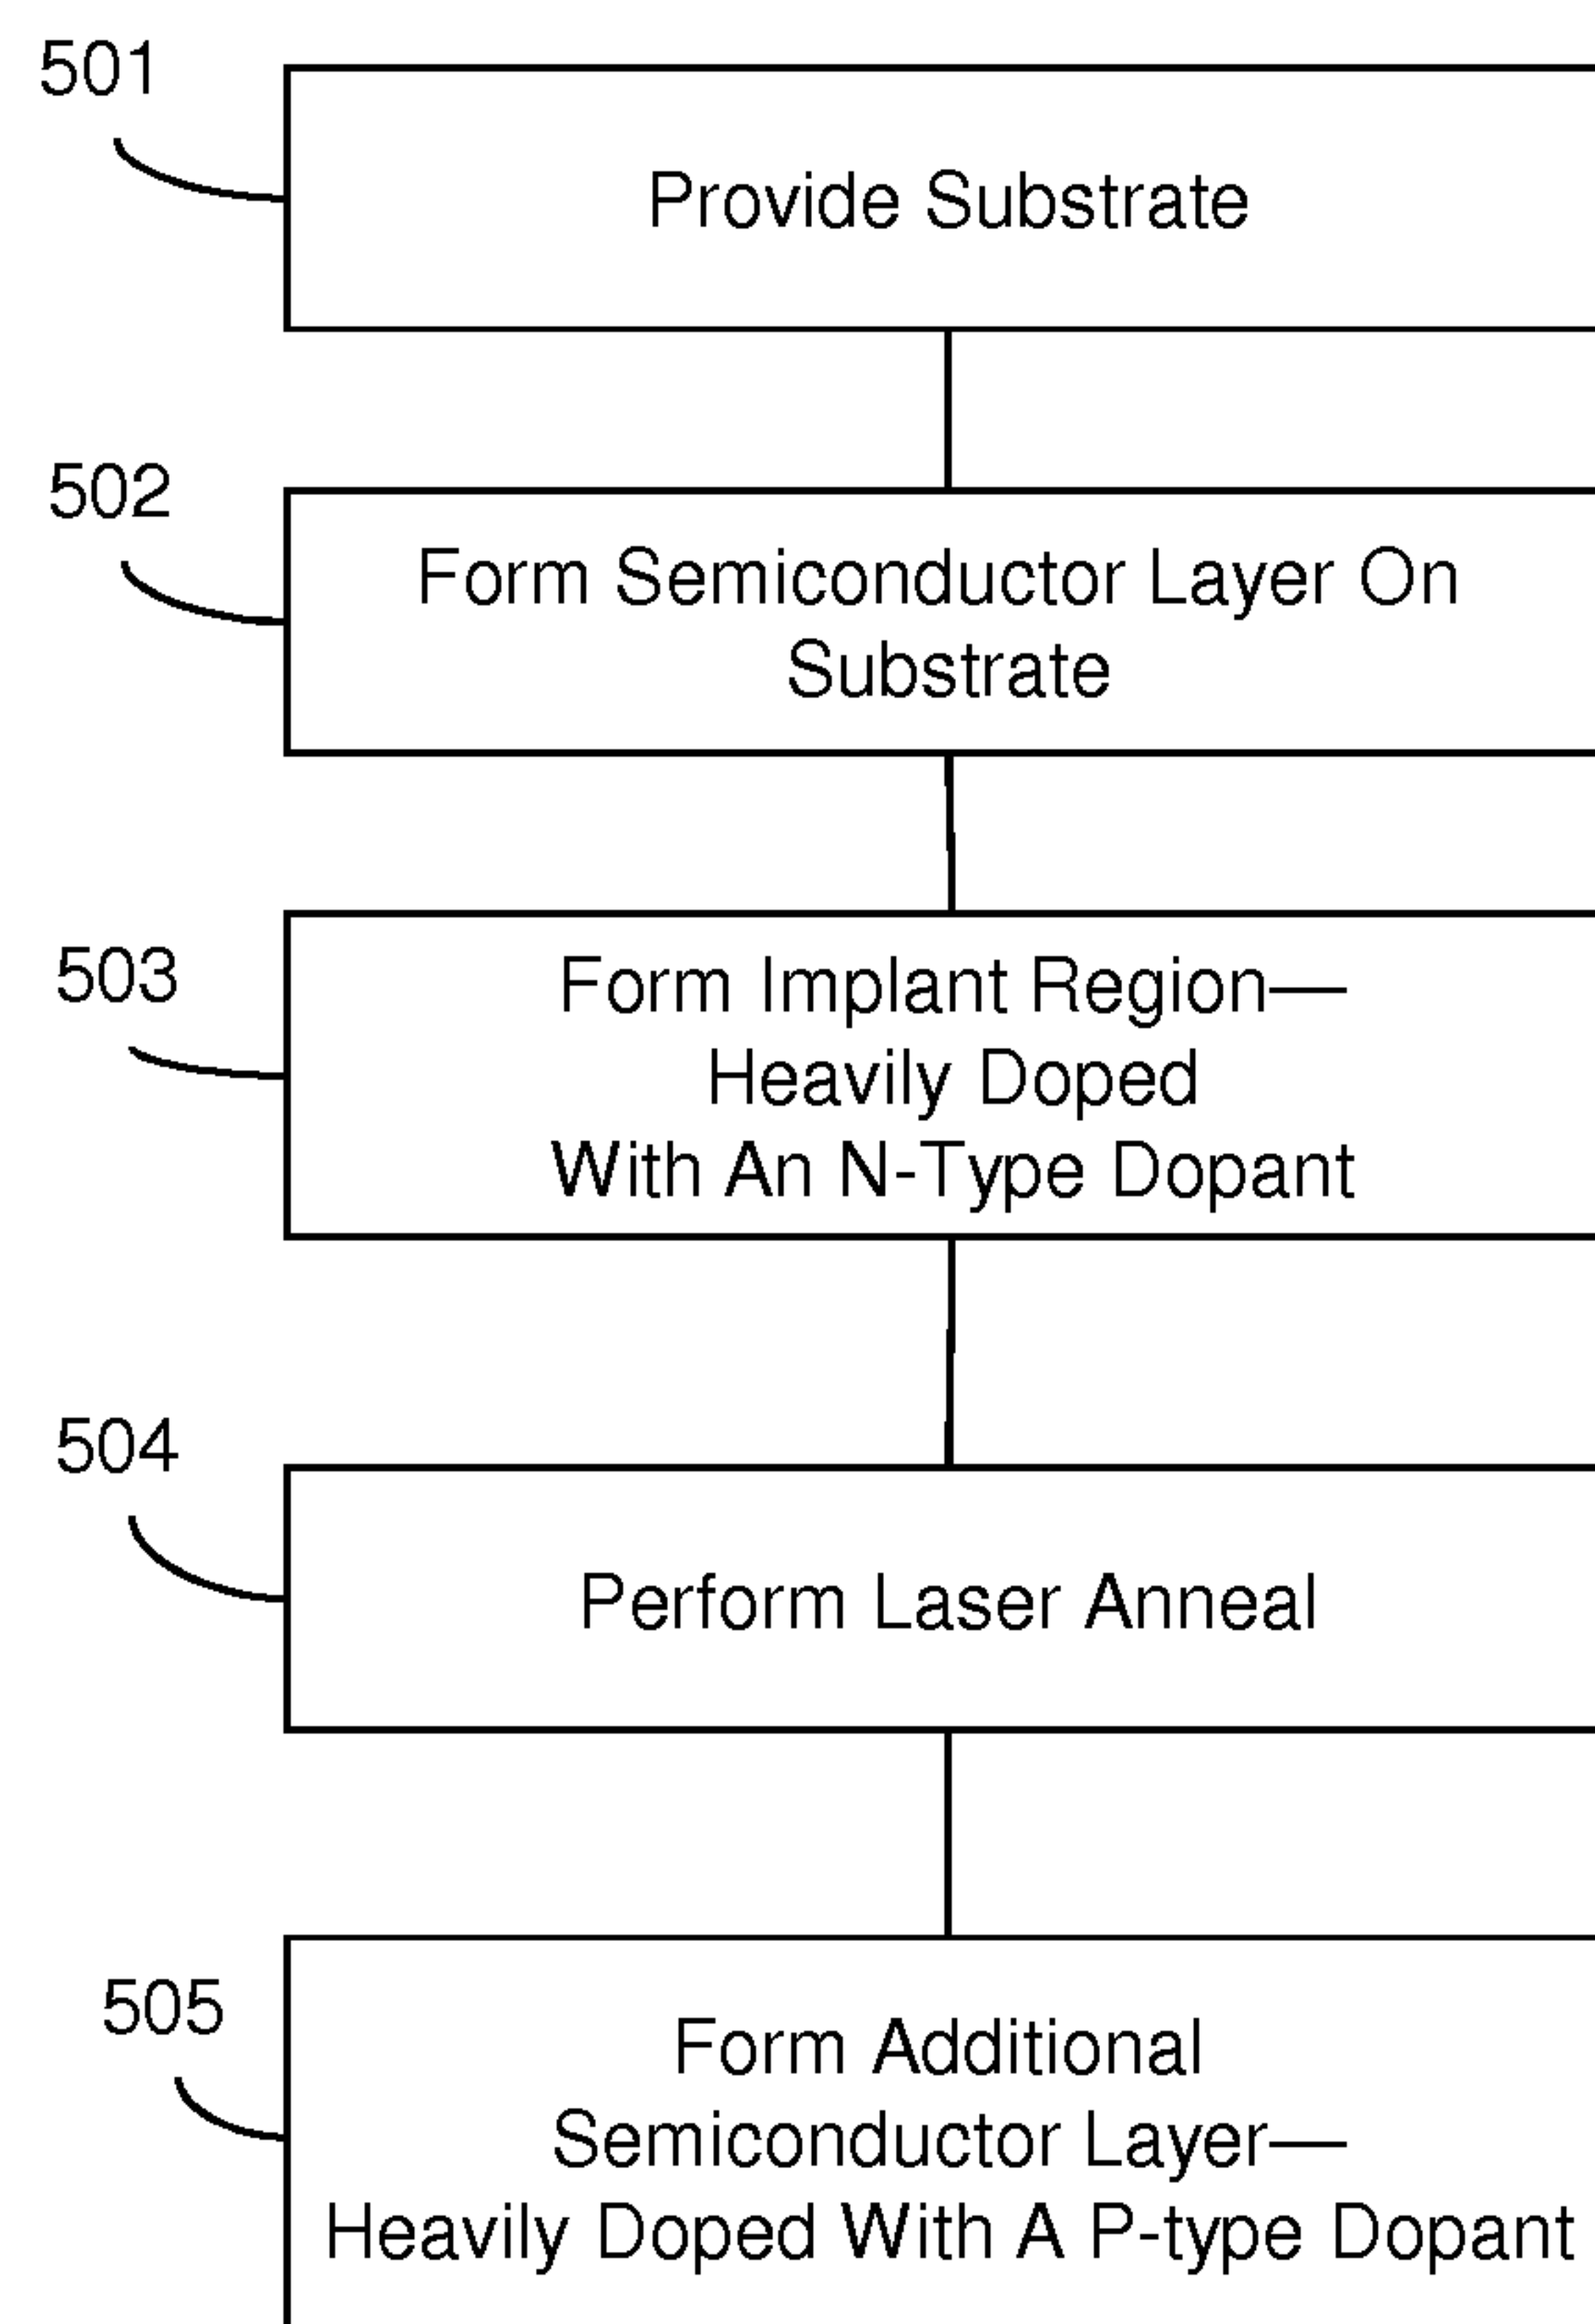 501
Provide Substrate
502
Form Semiconductor Layer On
Substrate
503
Form Implant Region—
Heavily Doped
With An N-Type Dopant
504
Perform Laser Anneal
505
Form Additional
Semiconductor Layer—
Heavily Doped With A P-type Dopant